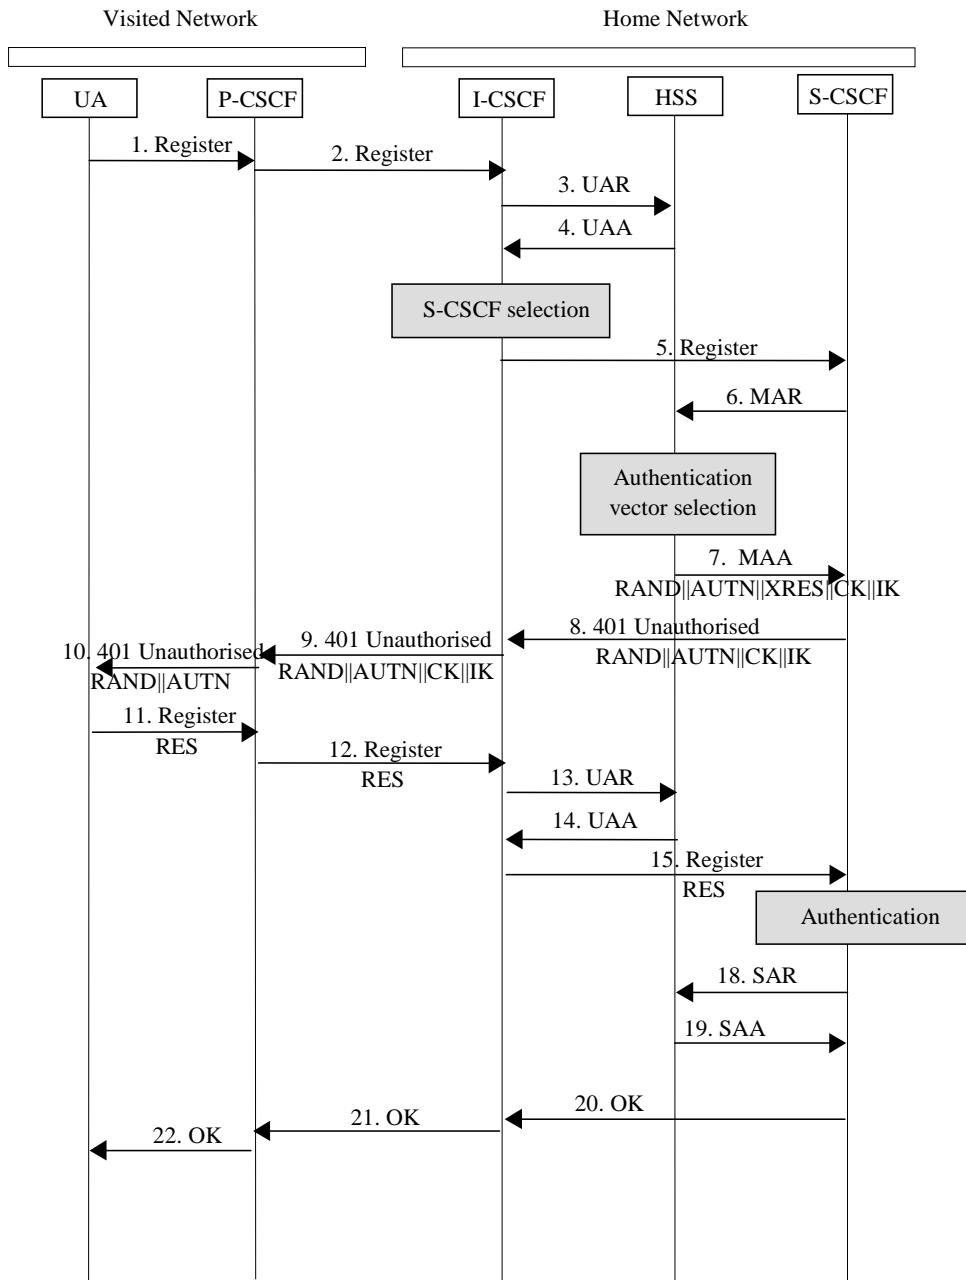 Visited Network
Home Network
UA
P-CSCF
I-CSCF
HSS
S-CSCF
1. Register
2. Register
3. UAR
4. UAA
S-CSCF selection
5. Register
6. MAR
Authentication
vector selection
7. MAA
RAND||AUTN||XRES||CK||IK
8. 401 Unauthorised
RAND||AUTN||CK||IK
9. 401 Unauthorised
RAND||AUTN||CK||IK
10. 401 Unauthorised
RAND||AUTN
11. Register
RES
12. Register
RES
13. UAR
14. UAA
15. Register
RES
Authentication
18. SAR
19. SAA
20. OK
21. OK
22. OK